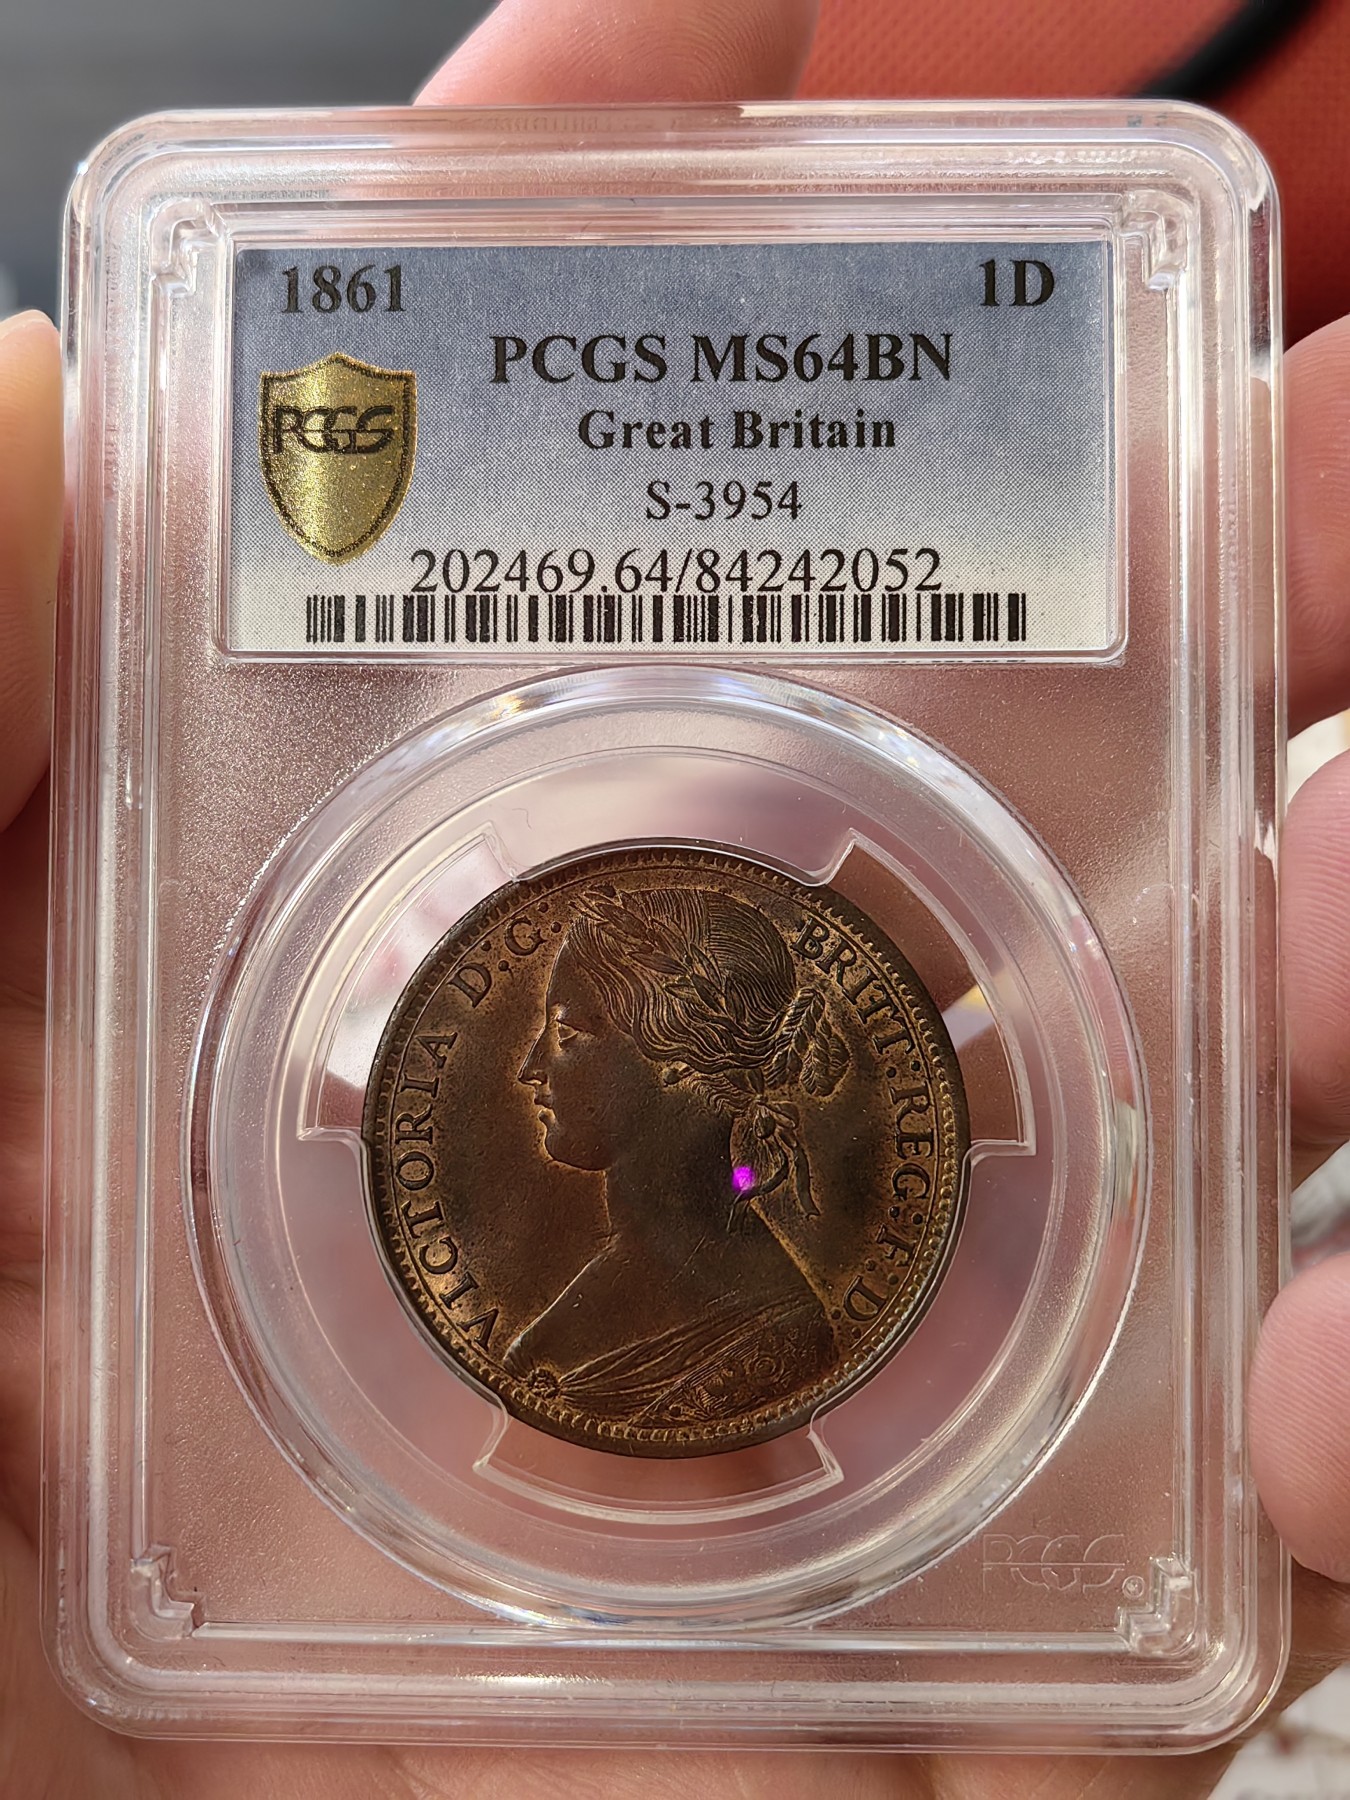 1861 1D
PCGS MS64BN
PCGS
Great Britain
S-3954
202469.64/84242052
VICTORIA D:G: BRITT:REG:F:D:
PCGS